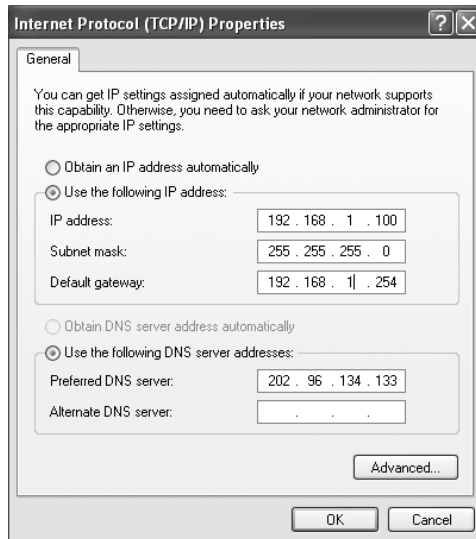 Internet Protocol (TCP/IP) Properties
General
You can get IP settings assigned automatically if your network supports
this capability. Otherwise, you need to ask your network administrator for
the appropriate IP settings.
Obtain an IP address automatically
Use the following IP address:
IP address: 192 . 168 . 1 . 100
Subnet mask: 255 . 255 . 255 . 0
Default gateway: 192 . 168 . 1 . 254
Obtain DNS server address automatically
Use the following DNS server addresses:
Preferred DNS server: 202 . 96 . 134 . 133
Alternate DNS server: . . .
Advanced...
OK Cancel